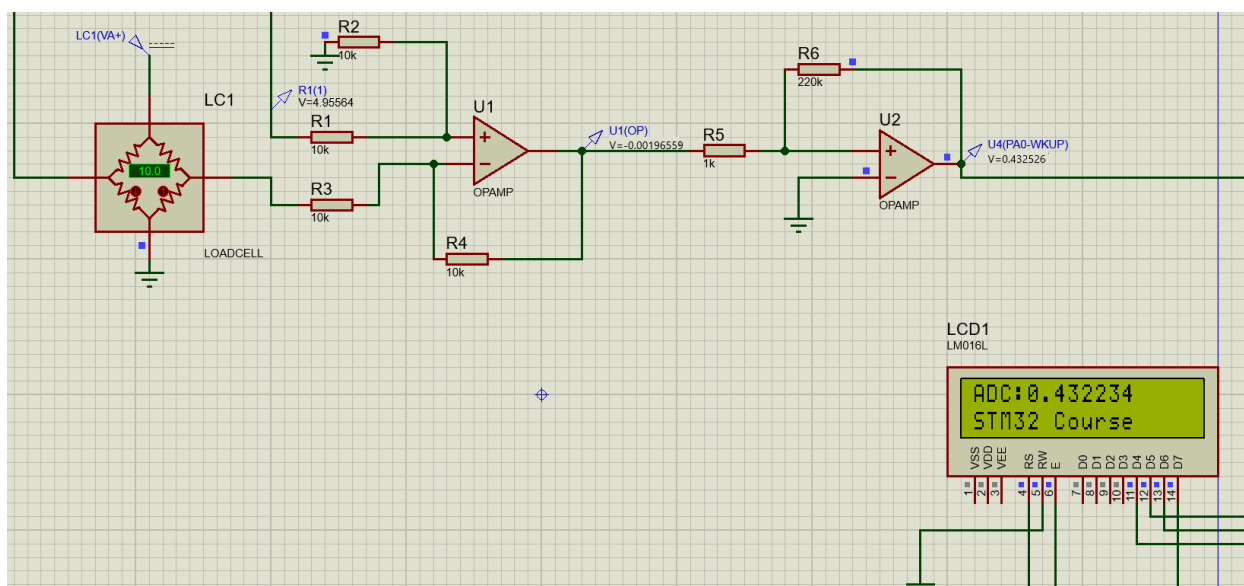 LC1(VA+)
R2
10k
LC1
10.0
LOADCELL
R1(1)
V=4.95564
R1
10k
R3
10k
U1
OPAMP
R4
10k
U1(OP)
V=-0.00196559
R5
1k
R6
220k
U2
OPAMP
U4(PA0-WKUP)
V=0.432526
LCD1
LM016L
ADC:0.432234
STM32 Course
VSS VDD VEE RS RW E D0 D1 D2 D3 D4 D5 D6 D7
1 2 3 4 5 6 7 8 9 10 11 12 13 14